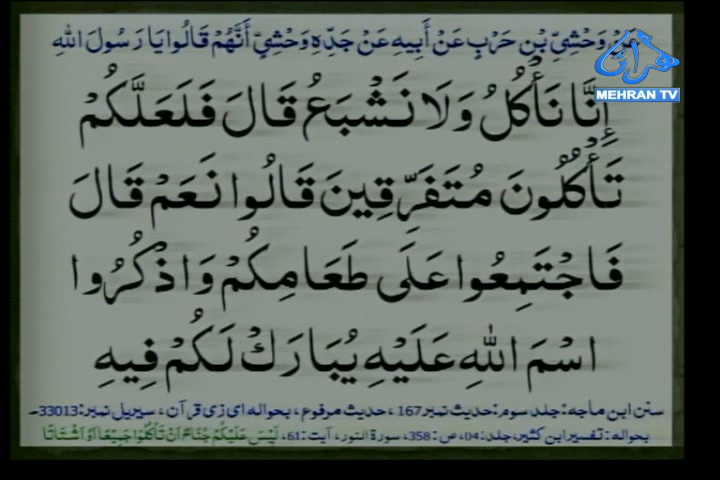 عَنْ وَحْشِيِّ بْنِ حَرْبٍ عَنْ أَبِيهِ عَنْ جَدِّهِ وَحْشِيٍّ أَنَّهُمْ قَالُوا يَا رَسُولَ اللهِ
مهران
MEHRAN TV
إِنَّا نَأْكُلُ وَلَا نَشْبَعُ قَالَ فَلَعَلَّكُمْ
تَأْكُلُونَ مُتَفَرِّقِينَ قَالُوا نَعَمْ قَالَ
فَاجْتَمِعُوا عَلَى طَعَامِكُمْ وَاذْكُرُوا
اسْمَ اللهِ عَلَيْهِ يُبَارَكْ لَكُمْ فِيهِ
سنن ابن ماجہ: جلد سوم: حدیث نمبر 167، حدیث مرفوع، بحوالہ ای زی قرآن، سیریل نمبر: 33013۔
بحوالہ: تفسیر ابن کثیر، جلد: 04، ص: 358، سورۃ النور، آیت: 61، لَيْسَ عَلَيْكُمْ جُنَاحٌ أَنْ تَأْكُلُوا جَمِيعًا أَوْ أَشْتَاتًا